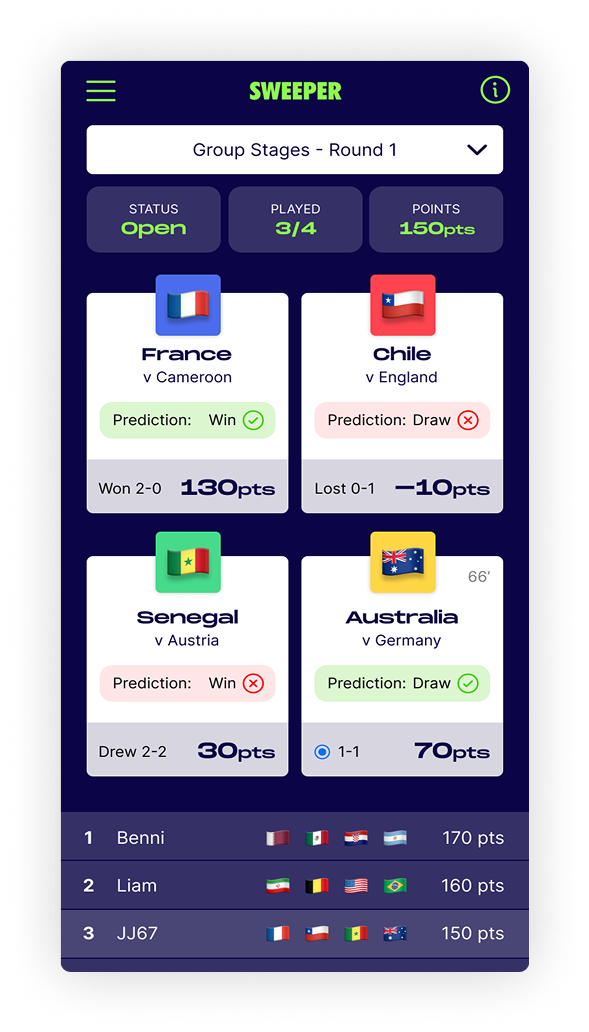 SWEEPER
Group Stages - Round 1
STATUS
Open
PLAYED
3/4
POINTS
150pts
France
v Cameroon
Prediction: Win
Won 2-0 130pts
Chile
v England
Prediction: Draw
Lost 0-1 −10pts
Senegal
v Austria
Prediction: Win
Drew 2-2 30pts
66’
Australia
v Germany
Prediction: Draw
1-1 70pts
1 Benni 170 pts
2 Liam 160 pts
3 JJ67 150 pts